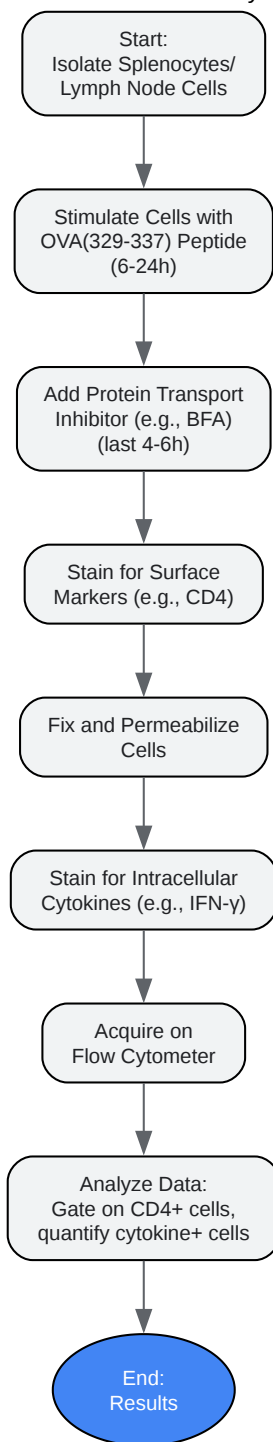 Start:
Isolate Splenocytes/
Lymph Node Cells
Stimulate Cells with
OVA(329-337) Peptide
(6-24h)
Add Protein Transport
Inhibitor (e.g., BFA)
(last 4-6h)
Stain for Surface
Markers (e.g., CD4)
Fix and Permeabilize
Cells
Stain for Intracellular
Cytokines (e.g., IFN-γ)
Acquire on
Flow Cytometer
Analyze Data:
Gate on CD4+ cells,
quantify cytokine+ cells
End:
Results